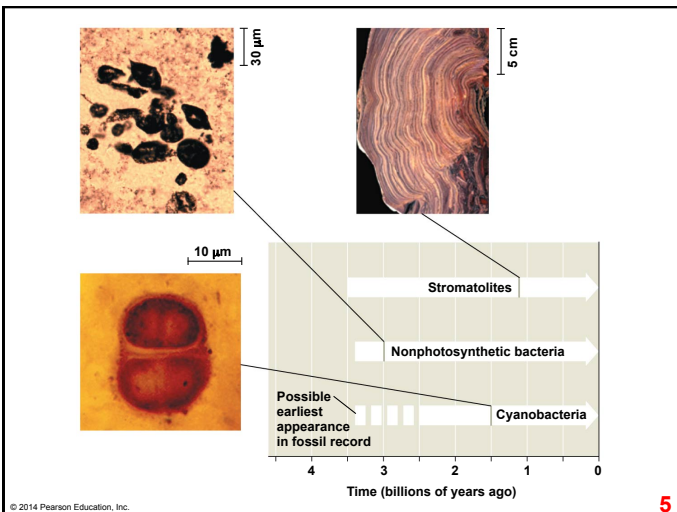 30 μm
5 cm
10 μm
Stromatolites
Nonphotosynthetic bacteria
Possible
earliest
appearance
in fossil record
Cyanobacteria
4 3 2 1 0
Time (billions of years ago)
© 2014 Pearson Education, Inc.
5